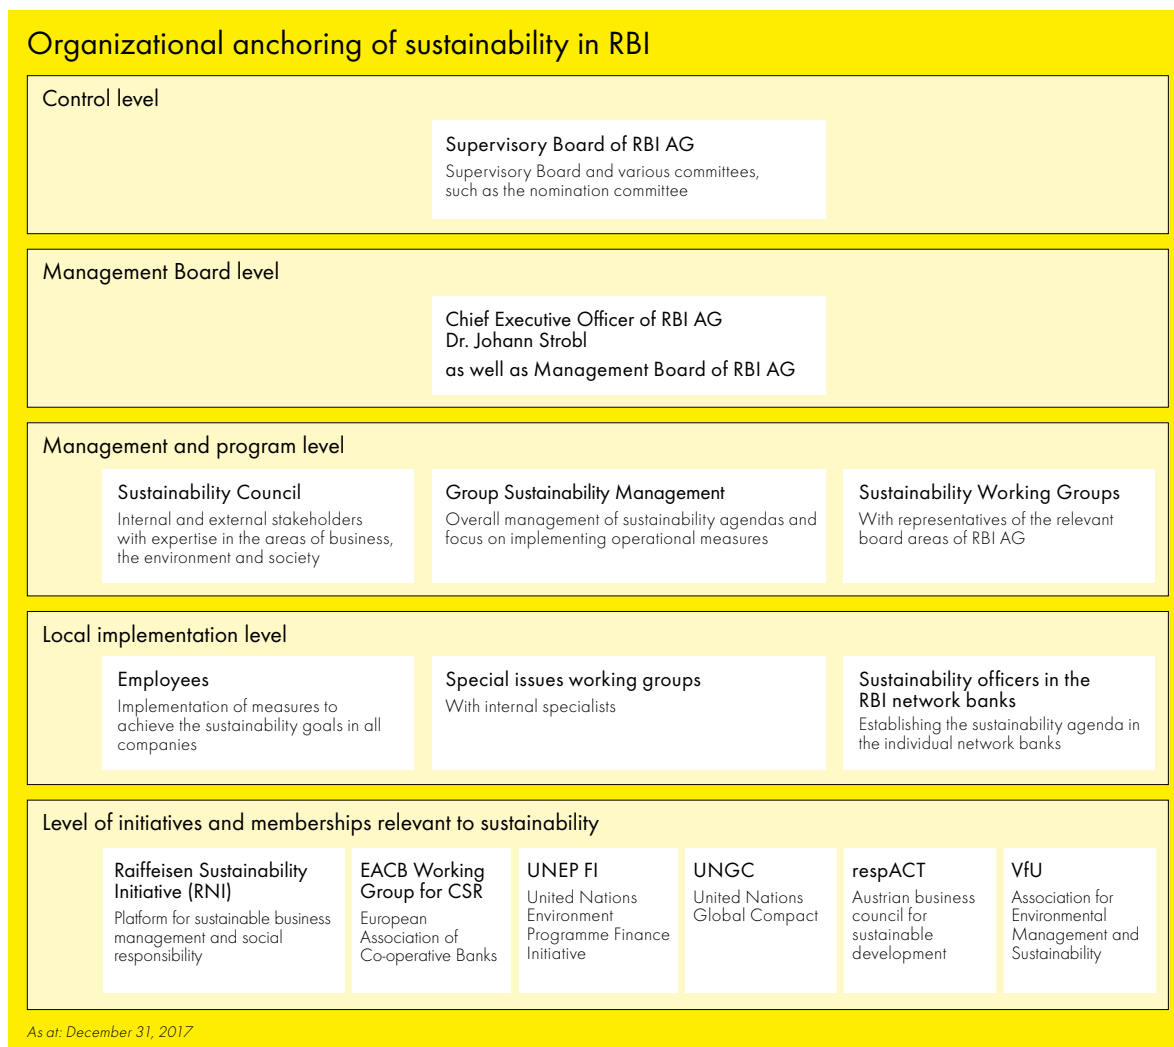 Organizational anchoring of sustainability in RBI
Control level
Supervisory Board of RBI AG
Supervisory Board and various committees,
such as the nomination committee
Management Board level
Chief Executive Officer of RBI AG
Dr. Johann Strobl
as well as Management Board of RBI AG
Management and program level
Sustainability Council
Internal and external stakeholders
with expertise in the areas of business,
the environment and society
Group Sustainability Management
Overall management of sustainability agendas and
focus on implementing operational measures
Sustainability Working Groups
With representatives of the relevant
board areas of RBI AG
Local implementation level
Employees
Implementation of measures to
achieve the sustainability goals in all
companies
Special issues working groups
With internal specialists
Sustainability officers in the
RBI network banks
Establishing the sustainability agenda in
the individual network banks
Level of initiatives and memberships relevant to sustainability
Raiffeisen Sustainability
Initiative (RNI)
Platform for sustainable business
management and social
responsibility
EACB Working
Group for CSR
European
Association of
Co-operative Banks
UNEP FI
United Nations
Environment
Programme Finance
Initiative
UNGC
United Nations
Global Compact
respACT
Austrian business
council for
sustainable
development
VfU
Association for
Environmental
Management and
Sustainability
As at: December 31, 2017